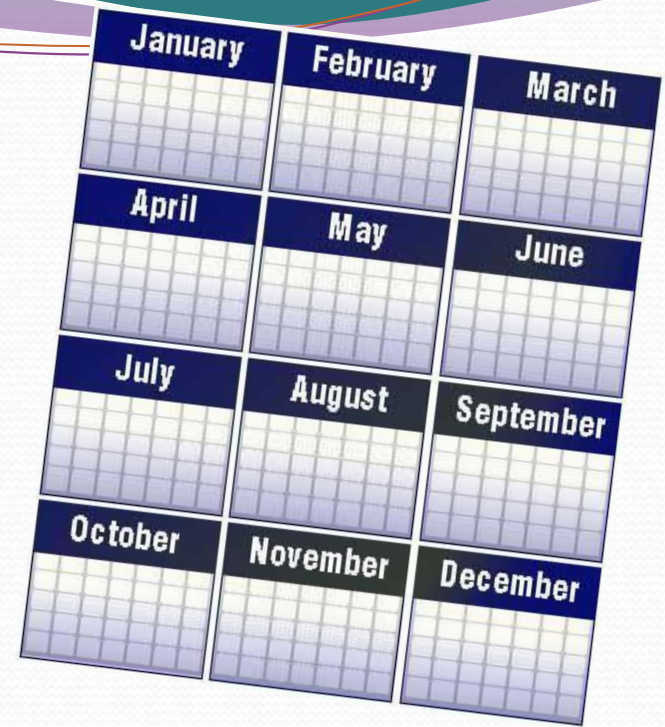 January February March
April May June
July August September
October November December